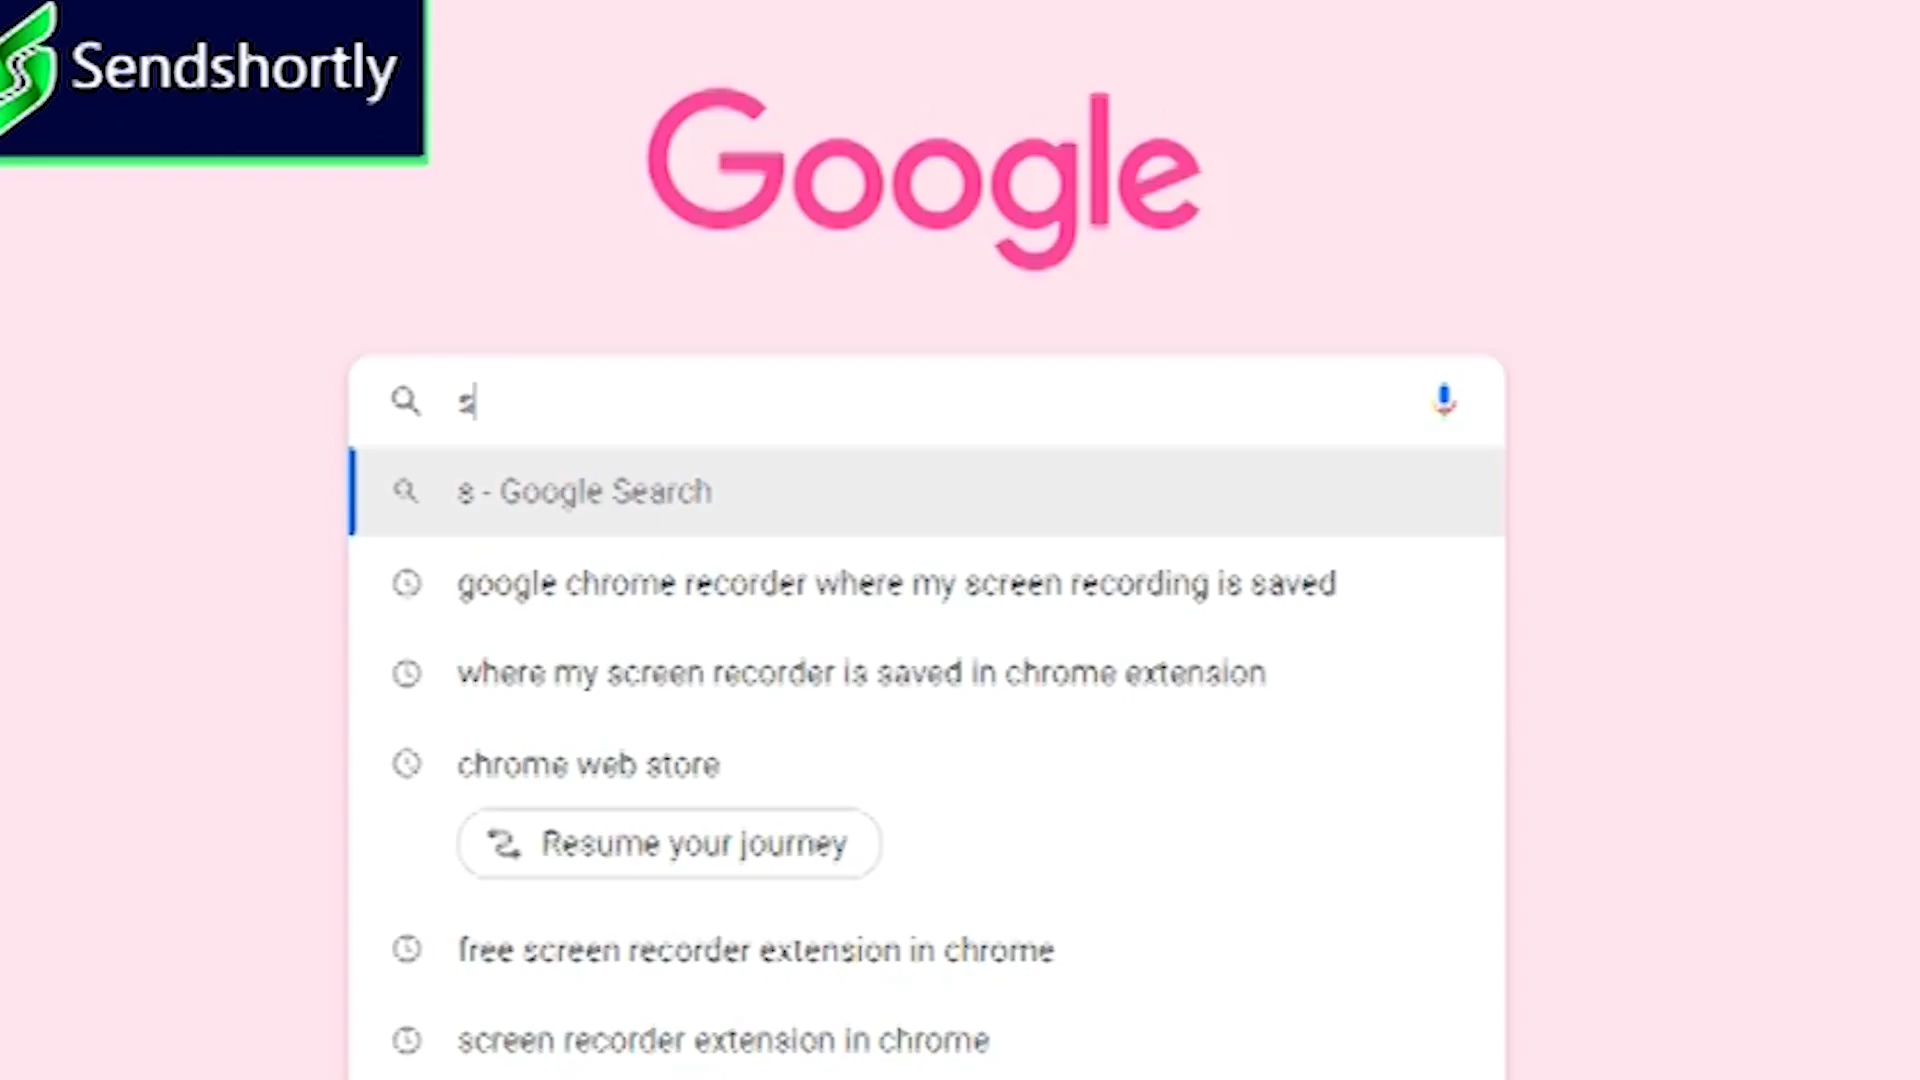 Sendshortly
Google
s
s - Google Search
google chrome recorder where my screen recording is saved
where my screen recorder is saved in chrome extension
chrome web store
Resume your journey
free screen recorder extension in chrome
screen recorder extension in chrome